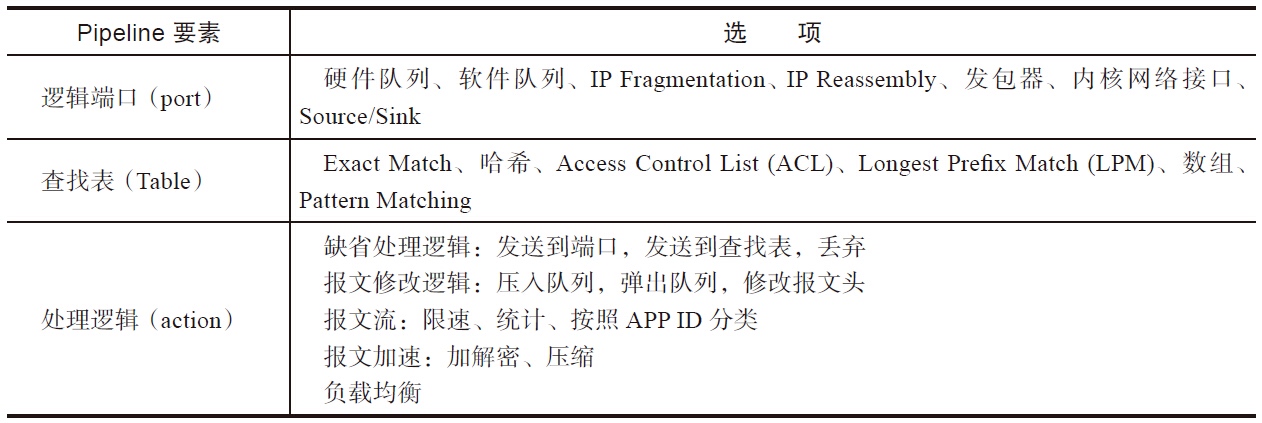 Pipeline 要素 选 项
逻辑端口（port） 硬件队列、软件队列、IP Fragmentation、IP Reassembly、发包器、内核网络接口、
Source/Sink
查找表（Table） Exact Match、哈希、Access Control List (ACL)、Longest Prefix Match (LPM)、数组、
Pattern Matching
处理逻辑（action） 缺省处理逻辑：发送到端口，发送到查找表，丢弃
报文修改逻辑：压入队列，弹出队列，修改报文头
报文流：限速、统计、按照 APP ID 分类
报文加速：加解密、压缩
负载均衡